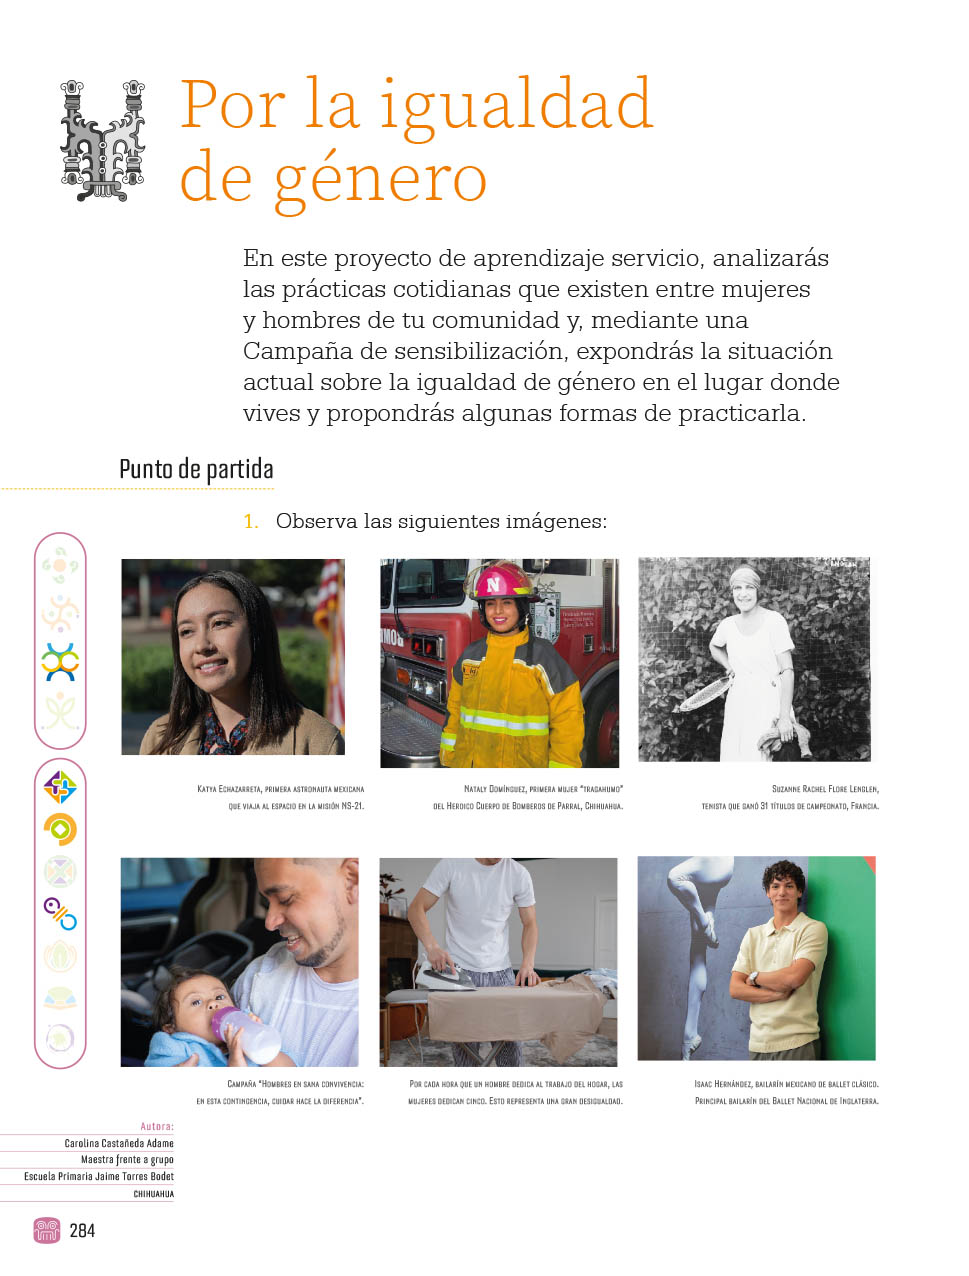 Por la igualdad
de género
En este proyecto de aprendizaje servicio, analizarás
las prácticas cotidianas que existen entre mujeres
y hombres de tu comunidad y, mediante una
Campaña de sensibilización, expondrás la situación
actual sobre la igualdad de género en el lugar donde
vives y propondrás algunas formas de practicarla.
Punto de partida
1. Observa las siguientes imágenes:
N
Katya Echazarreta, primera astronauta mexicana
que viaja al espacio en la misión NS-21.
Nataly Domínguez, primera mujer "tragahumo"
del Heroico Cuerpo de Bomberos de Parral, Chihuahua.
Suzanne Rachel Flore Lenglen,
tenista que ganó 31 títulos de campeonato, Francia.
Campaña "Hombres en sana convivencia:
en esta contingencia, cuidar hace la diferencia".
Por cada hora que un hombre dedica al trabajo del hogar, las
mujeres dedican cinco. Esto representa una gran desigualdad.
Isaac Hernández, bailarín mexicano de ballet clásico.
Principal bailarín del Ballet Nacional de Inglaterra.
Autora:
Carolina Castañeda Adame
Maestra frente a grupo
Escuela Primaria Jaime Torres Bodet
CHIHUAHUA
284